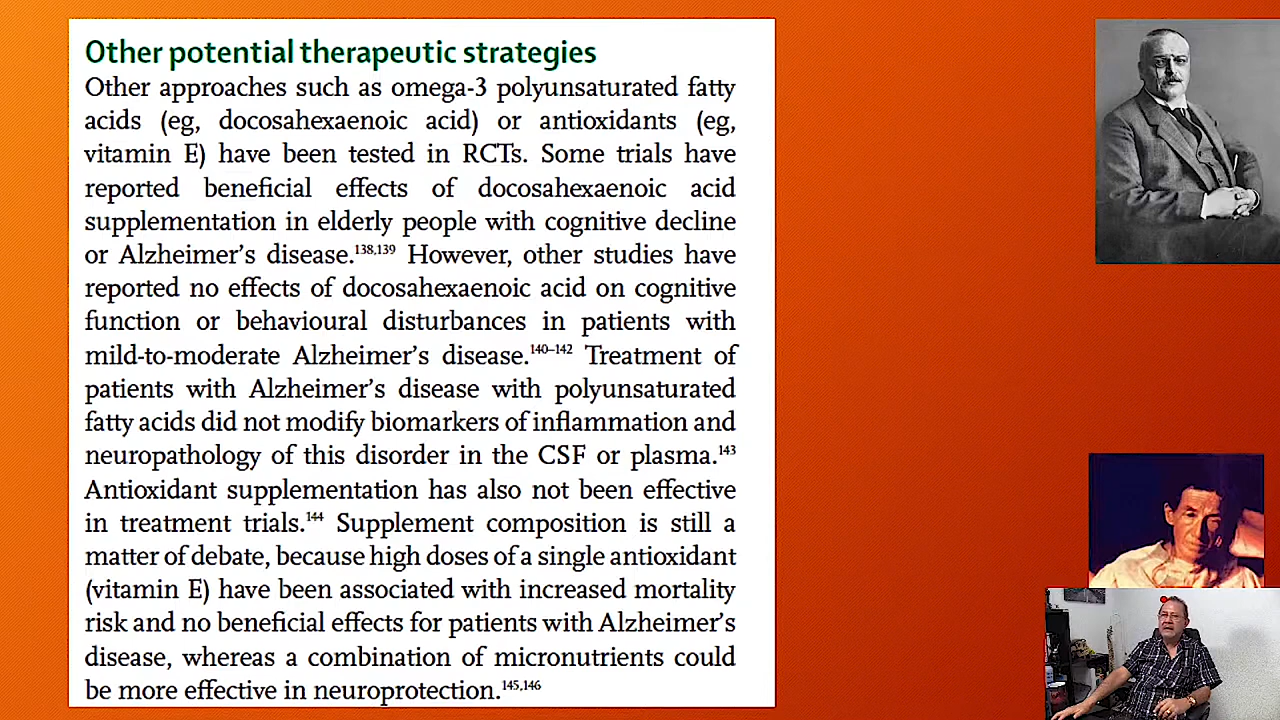 Other potential therapeutic strategies
Other approaches such as omega-3 polyunsaturated fatty
acids (eg, docosahexaenoic acid) or antioxidants (eg,
vitamin E) have been tested in RCTs. Some trials have
reported beneficial effects of docosahexaenoic acid
supplementation in elderly people with cognitive decline
or Alzheimer’s disease.138,139 However, other studies have
reported no effects of docosahexaenoic acid on cognitive
function or behavioural disturbances in patients with
mild-to-moderate Alzheimer’s disease.140–142 Treatment of
patients with Alzheimer’s disease with polyunsaturated
fatty acids did not modify biomarkers of inflammation and
neuropathology of this disorder in the CSF or plasma.143
Antioxidant supplementation has also not been effective
in treatment trials.144 Supplement composition is still a
matter of debate, because high doses of a single antioxidant
(vitamin E) have been associated with increased mortality
risk and no beneficial effects for patients with Alzheimer’s
disease, whereas a combination of micronutrients could
be more effective in neuroprotection.145,146